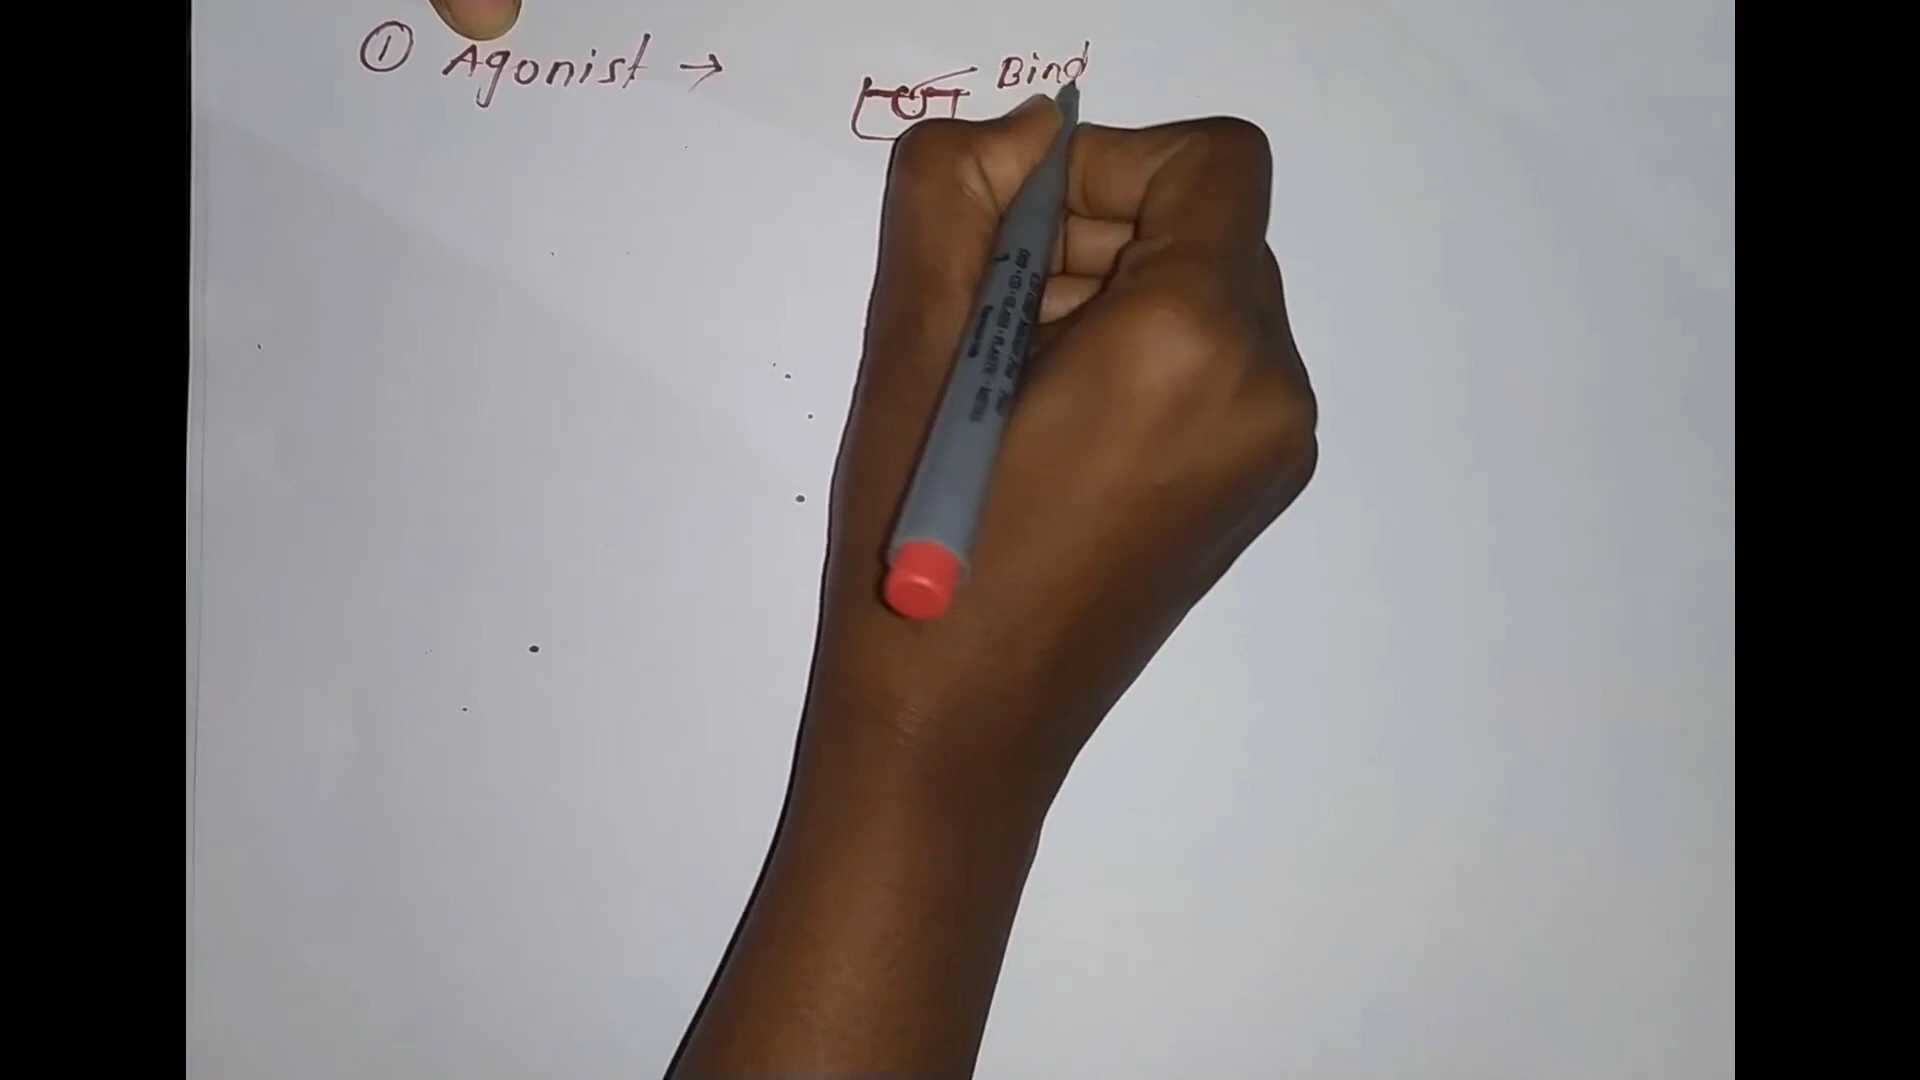 ① Agonist → Bind